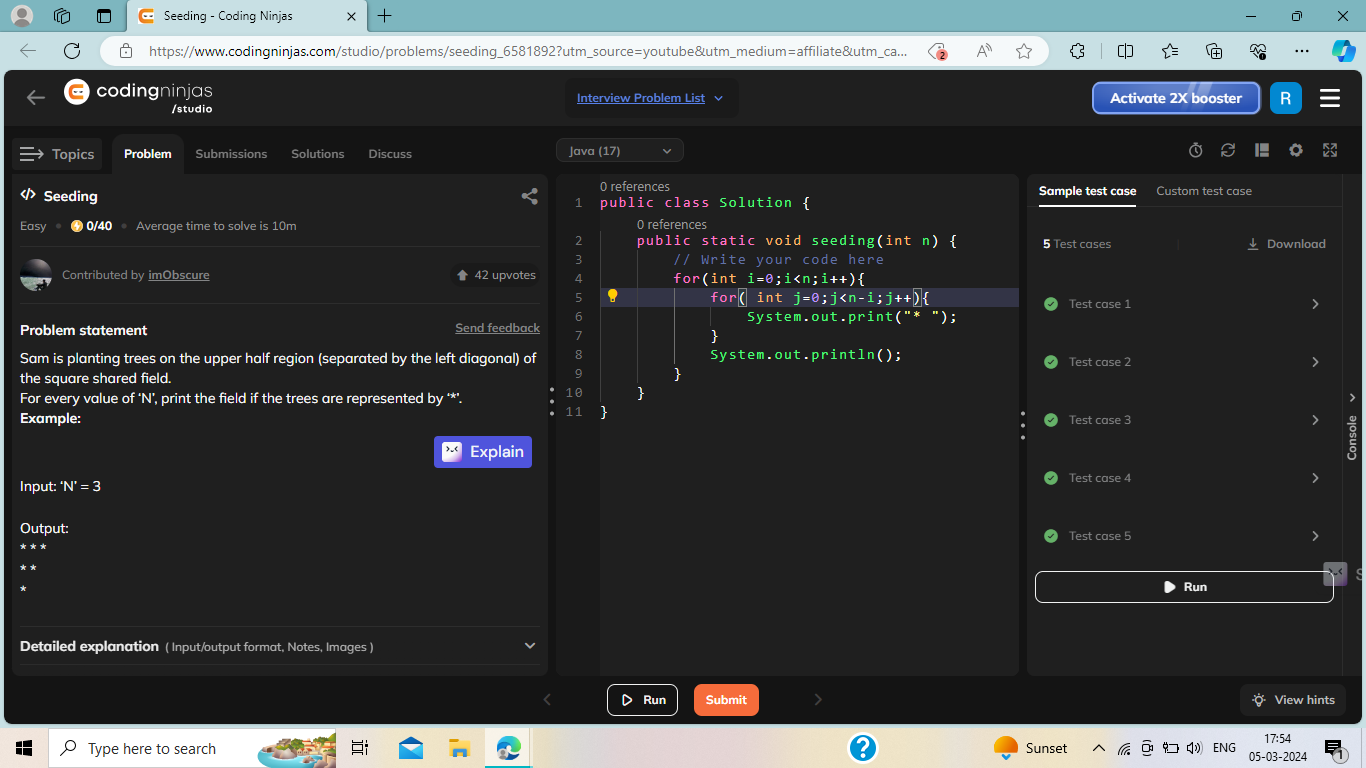 Seeding - Coding Ninjas
https://www.codingninjas.com/studio/problems/seeding_6581892?utm_source=youtube&utm_medium=affiliate&utm_ca...
2
codingninjas
/studio
Interview Problem List
Activate 2X booster
R
Topics
Problem
Submissions
Solutions
Discuss
Java (17)
Seeding
Easy
0/40
Average time to solve is 10m
Contributed by imObscure
42 upvotes
Problem statement
Send feedback
Sam is planting trees on the upper half region (separated by the left diagonal) of
the square shared field.
For every value of ‘N’, print the field if the trees are represented by ‘*’.
Example:
Explain
Input: ‘N’ = 3
Output:
* * *
* *
*
Detailed explanation ( Input/output format, Notes, Images )
0 references
1 public class Solution {
0 references
2 public static void seeding(int n) {
3 // Write your code here
4 for(int i=0;i<n;i++){
5 for( int j=0;j<n-i;j++){
6 System.out.print("* ");
7 }
8 System.out.println();
9 }
10 }
11 }
Sample test case
Custom test case
5 Test cases
Download
Test case 1
Test case 2
Test case 3
Test case 4
Test case 5
Run
Console
S
Run
Submit
View hints
Type here to search
Sunset
ENG
17:54
05-03-2024
1